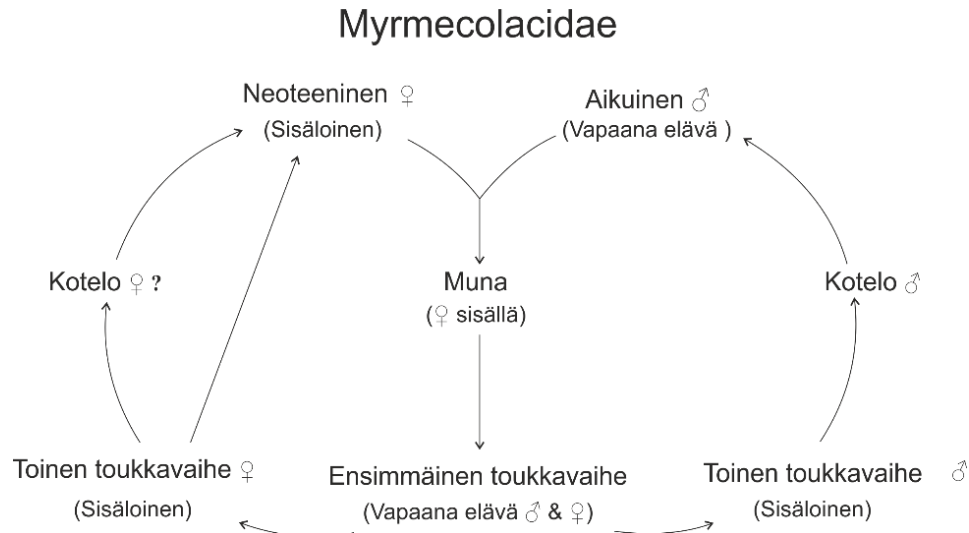 Myrmecolacidae
Neoteeninen ♀
(Sisäloinen)
Aikuinen ♂
(Vapaana elävä )
Kotelo ♀ ?
Muna
(♀ sisällä)
Kotelo ♂
Toinen toukkavaihe ♀
(Sisäloinen)
Ensimmäinen toukkavaihe
(Vapaana elävä ♂ & ♀)
Toinen toukkavaihe ♂
(Sisäloinen)